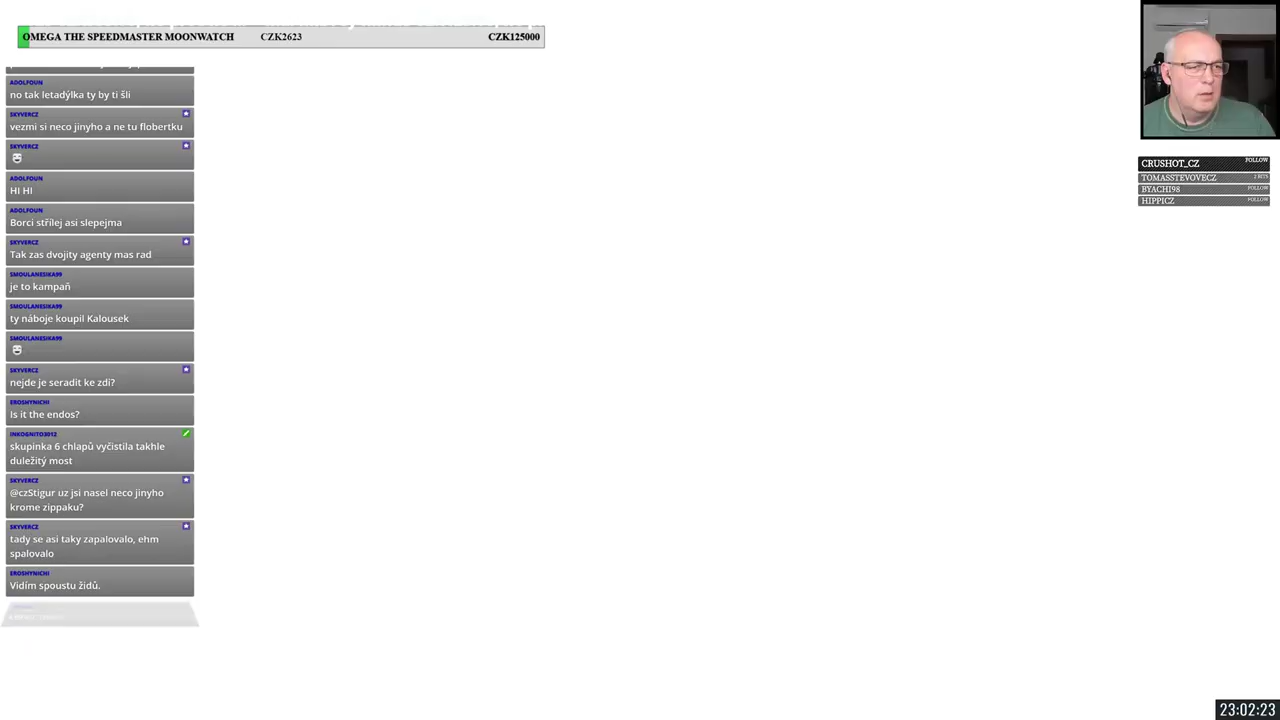 OMEGA THE SPEEDMASTER MOONWATCH CZK2623 CZK125000
ADOLFOUN
no tak letadýlka ty by ti šli
SKYVERCZ
vezmi si neco jinyho a ne tu flobertku
SKYVERCZ
ADOLFOUN
HI HI
ADOLFOUN
Borci střílej asi slepejma
SKYVERCZ
Tak zas dvojity agenty mas rad
SMOULANESIKA99
je to kampaň
SMOULANESIKA99
ty náboje koupil Kalousek
SMOULANESIKA99
SKYVERCZ
nejde je seradit ke zdi?
EROSHYNICHI
Is it the endos?
INKOGNITO3012
skupinka 6 chlapů vyčistila takhle
duležitý most
SKYVERCZ
@czStigur uz jsi nasel neco jinyho
krome zippaku?
SKYVERCZ
tady se asi taky zapalovalo, ehm
spalovalo
EROSHYNICHI
Vidím spoustu židů.
CRUSHOT_CZ FOLLOW
TOMASSTEVOVECZ 2 BITS
BYACHI98 FOLLOW
HIPPICZ FOLLOW
23:02:23